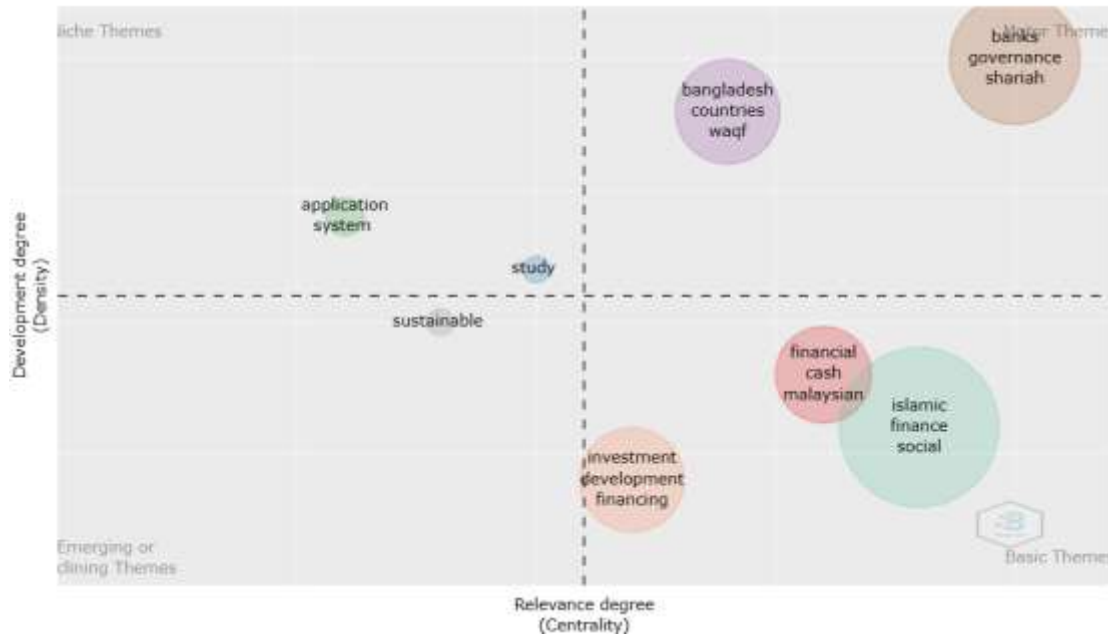 Niche Themes
Motor Themes
banks
governance
shariah
bangladesh
countries
waqf
application
system
study
sustainable
financial
cash
malaysian
islamic
finance
social
investment
development
financing
Emerging or
clining Themes
Basic Themes
Development degree
(Density)
Relevance degree
(Centrality)